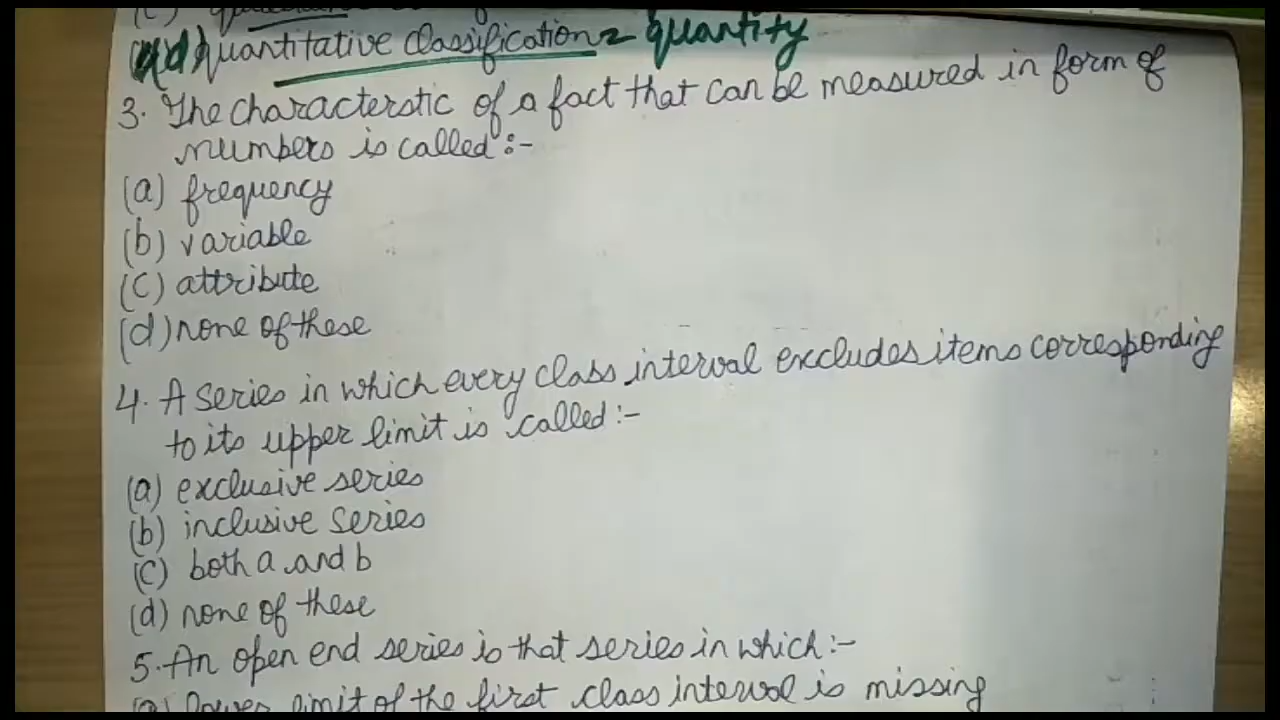 (d) quantitative classification = quantity
3. The characterstic of a fact that can be measured in form of
numbers is called :-
(a) frequency
(b) variable
(c) attribute
(d) none of these
4. A series in which every class interval excludes items corresponding
to its upper limit is called :-
(a) exclusive series
(b) inclusive series
(c) both a and b
(d) none of these
5. An open end series is that series in which :-
(a) Lower limit of the first class interval is missing